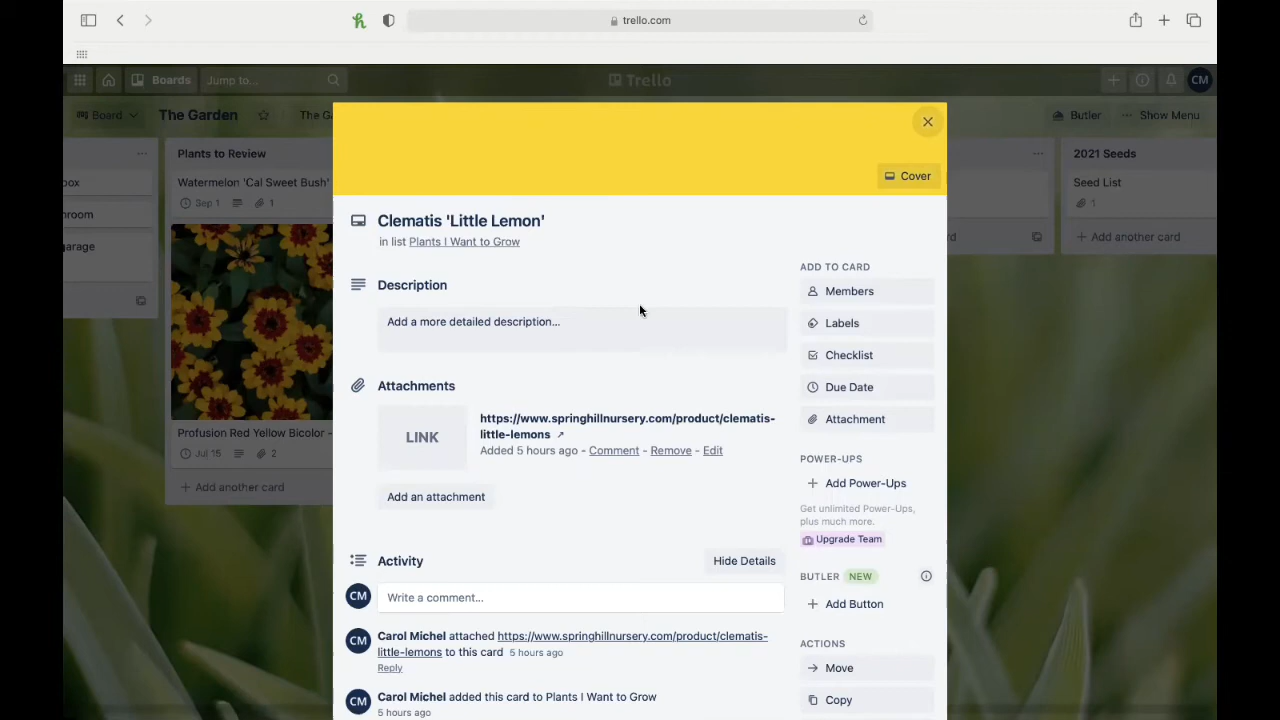 trello.com
Boards
Jump to...
Trello
CM
Board
The Garden
The G
Butler
... Show Menu
Plants to Review
Watermelon 'Cal Sweet Bush'
Sep 1
1
Profusion Red Yellow Bicolor -
Jul 15
2
+ Add another card
box
hroom
garage
Cover
Clematis 'Little Lemon'
in list Plants I Want to Grow
Description
Add a more detailed description...
Attachments
LINK
https://www.springhillnursery.com/product/clematis-
little-lemons
Added 5 hours ago - Comment - Remove - Edit
Add an attachment
Activity
Hide Details
CM
Write a comment...
CM
Carol Michel attached https://www.springhillnursery.com/product/clematis-
little-lemons to this card 5 hours ago
Reply
CM
Carol Michel added this card to Plants I Want to Grow
5 hours ago
ADD TO CARD
Members
Labels
Checklist
Due Date
Attachment
POWER-UPS
+ Add Power-Ups
Get unlimited Power-Ups,
plus much more.
Upgrade Team
BUTLER NEW
+ Add Button
ACTIONS
Move
Copy
ard
2021 Seeds
Seed List
1
+ Add another card